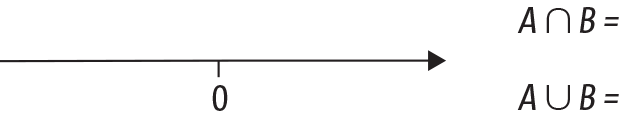 A ∩ B =
0
A ∪ B =